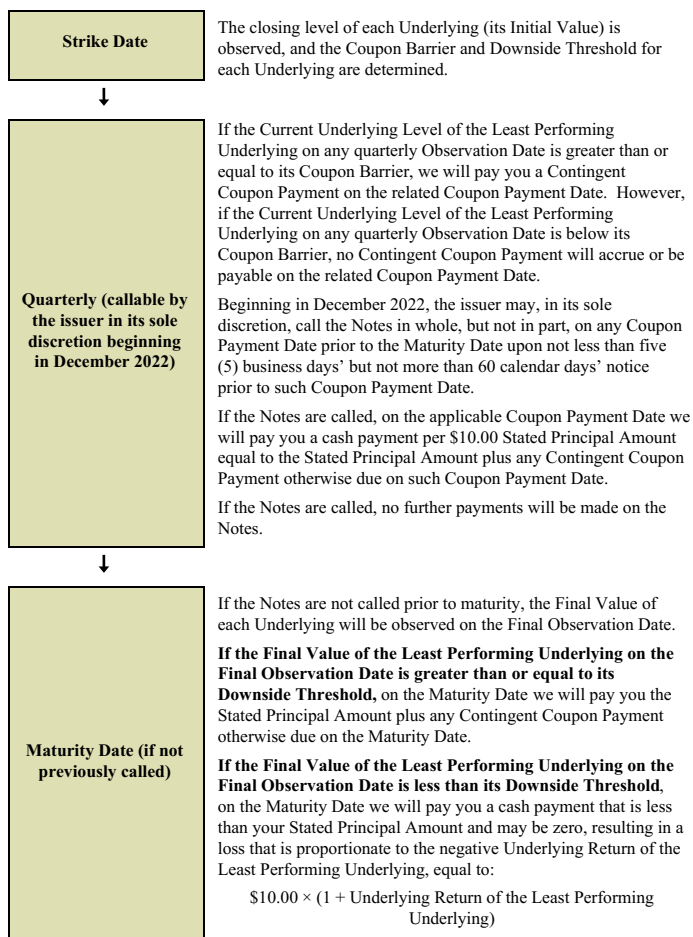 Strike Date
The closing level of each Underlying (its Initial Value) is
observed, and the Coupon Barrier and Downside Threshold for
each Underlying are determined.
↓
Quarterly (callable by
the issuer in its sole
discretion beginning
in December 2022)
If the Current Underlying Level of the Least Performing
Underlying on any quarterly Observation Date is greater than or
equal to its Coupon Barrier, we will pay you a Contingent
Coupon Payment on the related Coupon Payment Date. However,
if the Current Underlying Level of the Least Performing
Underlying on any quarterly Observation Date is below its
Coupon Barrier, no Contingent Coupon Payment will accrue or be
payable on the related Coupon Payment Date.
Beginning in December 2022, the issuer may, in its sole
discretion, call the Notes in whole, but not in part, on any Coupon
Payment Date prior to the Maturity Date upon not less than five
(5) business days’ but not more than 60 calendar days’ notice
prior to such Coupon Payment Date.
If the Notes are called, on the applicable Coupon Payment Date we
will pay you a cash payment per $10.00 Stated Principal Amount
equal to the Stated Principal Amount plus any Contingent Coupon
Payment otherwise due on such Coupon Payment Date.
If the Notes are called, no further payments will be made on the
Notes.
↓
Maturity Date (if not
previously called)
If the Notes are not called prior to maturity, the Final Value of
each Underlying will be observed on the Final Observation Date.
If the Final Value of the Least Performing Underlying on the
Final Observation Date is greater than or equal to its
Downside Threshold, on the Maturity Date we will pay you the
Stated Principal Amount plus any Contingent Coupon Payment
otherwise due on the Maturity Date.
If the Final Value of the Least Performing Underlying on the
Final Observation Date is less than its Downside Threshold,
on the Maturity Date we will pay you a cash payment that is less
than your Stated Principal Amount and may be zero, resulting in a
loss that is proportionate to the negative Underlying Return of the
Least Performing Underlying, equal to:
$10.00 × (1 + Underlying Return of the Least Performing
Underlying)